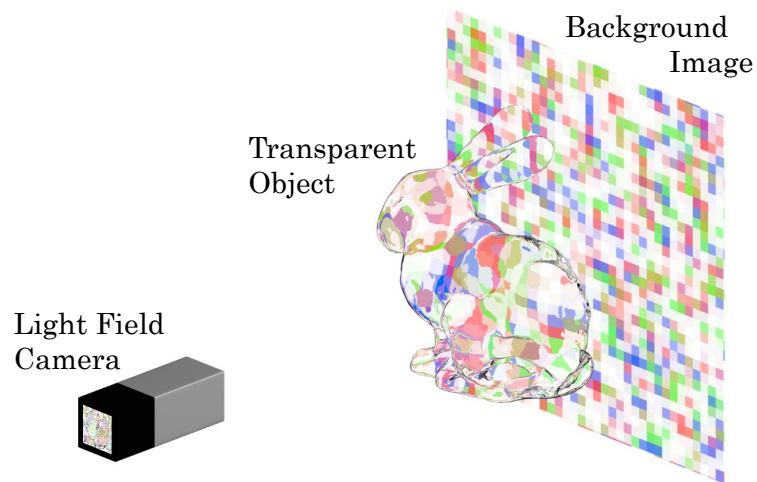 Background
Image
Transparent
Object
Light Field
Camera